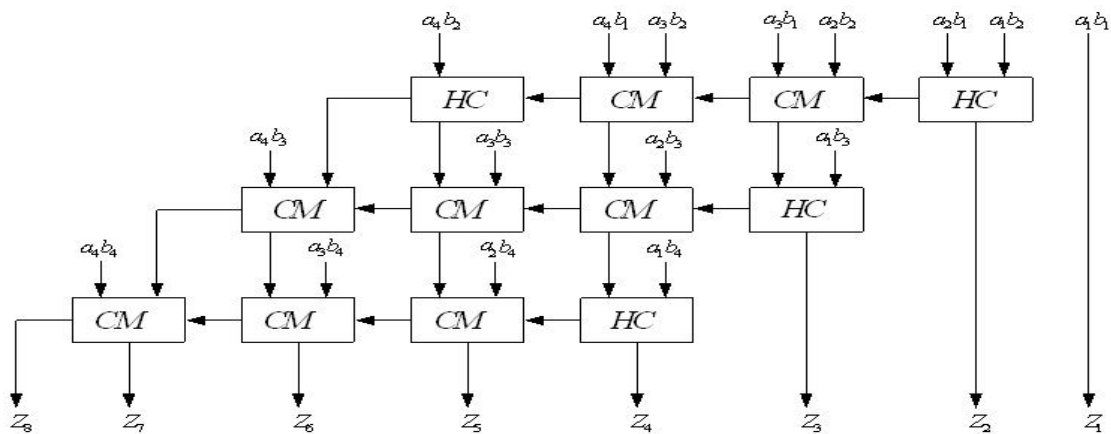 a₄b₂ a₄b₁ a₃b₂ a₃b₁ a₂b₂ a₂b₁ a₁b₂ a₁b₁
HC CM CM HC
a₄b₃ a₃b₃ a₂b₃ a₁b₃
CM CM CM HC
a₄b₄ a₃b₄ a₂b₄ a₁b₄
CM CM CM HC
Z₈ Z₇ Z₆ Z₅ Z₄ Z₃ Z₂ Z₁